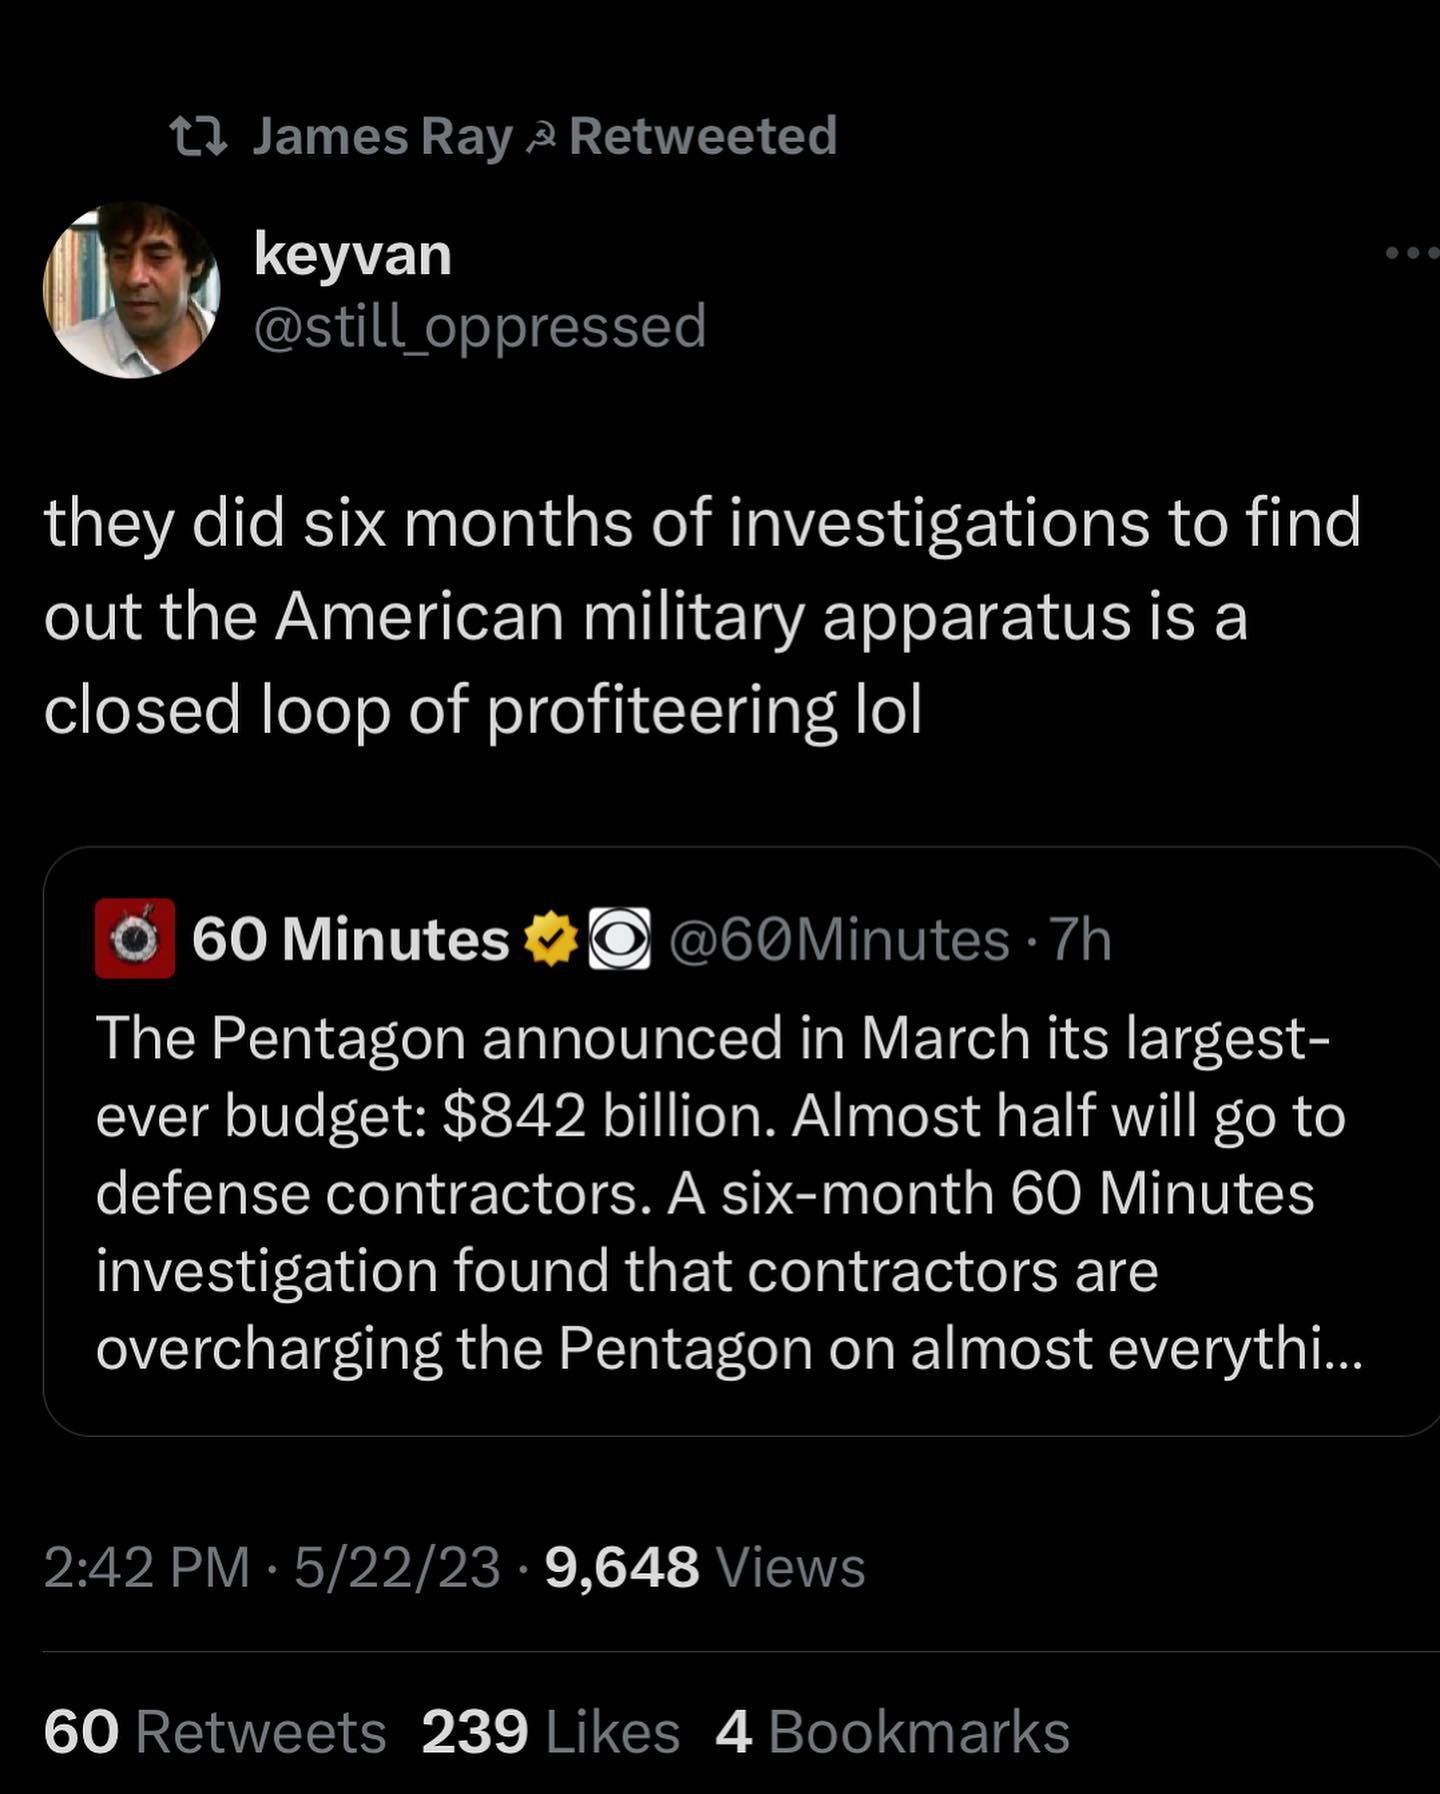 James Ray ☭ Retweeted
keyvan
@still_oppressed
they did six months of investigations to find
out the American military apparatus is a
closed loop of profiteering lol
60 Minutes @60Minutes · 7h
The Pentagon announced in March its largest-
ever budget: $842 billion. Almost half will go to
defense contractors. A six-month 60 Minutes
investigation found that contractors are
overcharging the Pentagon on almost everythi...
2:42 PM · 5/22/23 · 9,648 Views
60 Retweets 239 Likes 4 Bookmarks